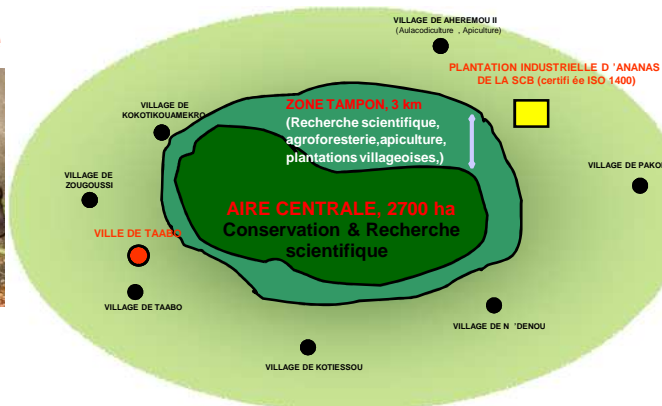 VILLAGE DE AHEREMOU II
(Aulacodiculture , Apiculture)
PLANTATION INDUSTRIELLE D 'ANANAS
DE LA SCB (certifi ée ISO 1400)
ZONE TAMPON, 3 km
(Recherche scientifique,
agroforesterie,apiculture,
plantations villageoises,)
VILLAGE DE
KOKOTIKOUAMEKRO
VILLAGE DE
ZOUGOUSSI
VILLAGE DE PAKO
AIRE CENTRALE, 2700 ha
Conservation & Recherche
scientifique
VILLE DE TAABO
VILLAGE DE TAABO
VILLAGE DE N 'DENOU
VILLAGE DE KOTIESSOU